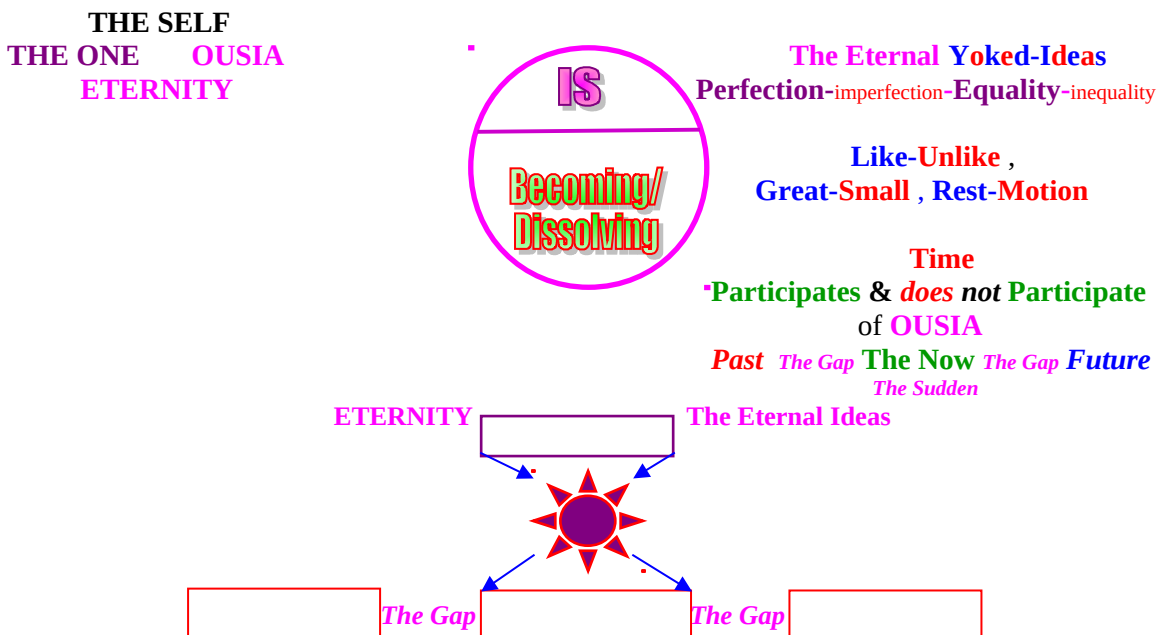 THE SELF
THE ONE OUSIA
ETERNITY
IS
Becoming/
Dissolving
The Eternal Yoked-Ideas
Perfection-imperfection-Equality-inequality
Like-Unlike ,
Great-Small , Rest-Motion
Time
Participates & does not Participate
of OUSIA
Past The Gap The Now The Gap Future
The Sudden
ETERNITY The Eternal Ideas
The Gap The Gap